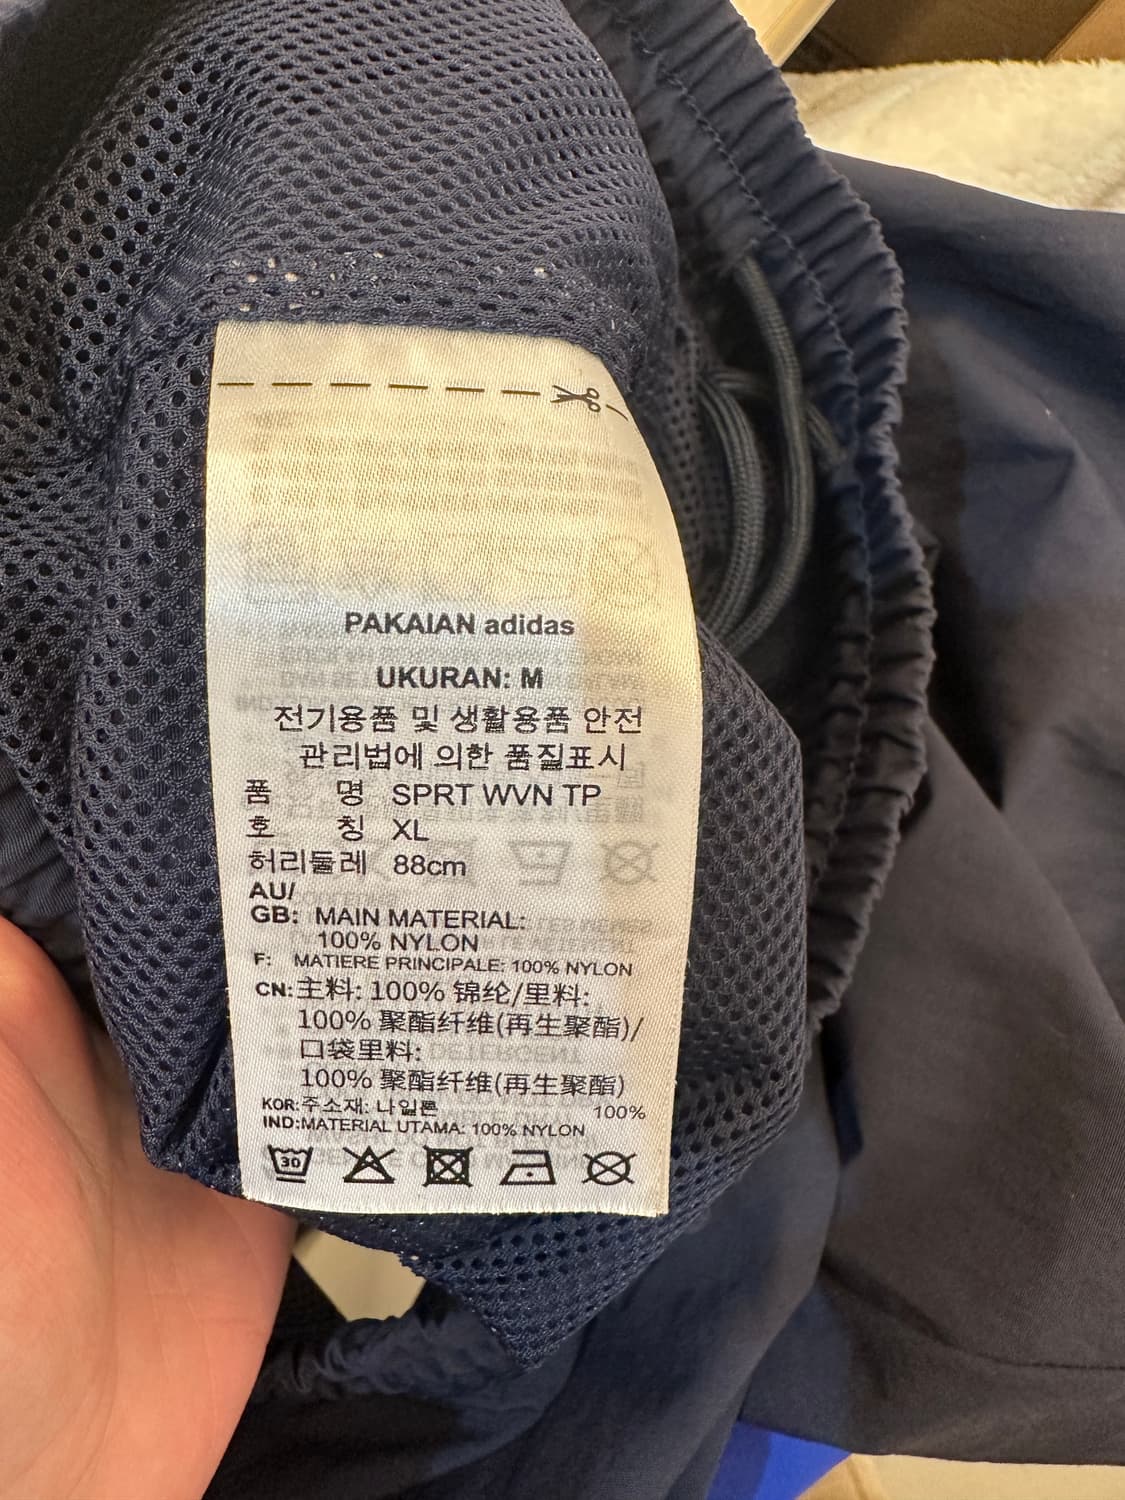 PAKAIAN adidas
UKURAN: M
전기용품 및 생활용품 안전
관리법에 의한 품질표시
품 명 SPRT WVN TP
호 칭 XL
허리둘레 88cm
AU/
GB: MAIN MATERIAL:
100% NYLON
F: MATIERE PRINCIPALE: 100% NYLON
CN:主料: 100% 锦纶/里料:
100% 聚酯纤维(再生聚酯)/
口袋里料:
100% 聚酯纤维(再生聚酯)
KOR:주소재: 나일론 100%
IND:MATERIAL UTAMA: 100% NYLON
30